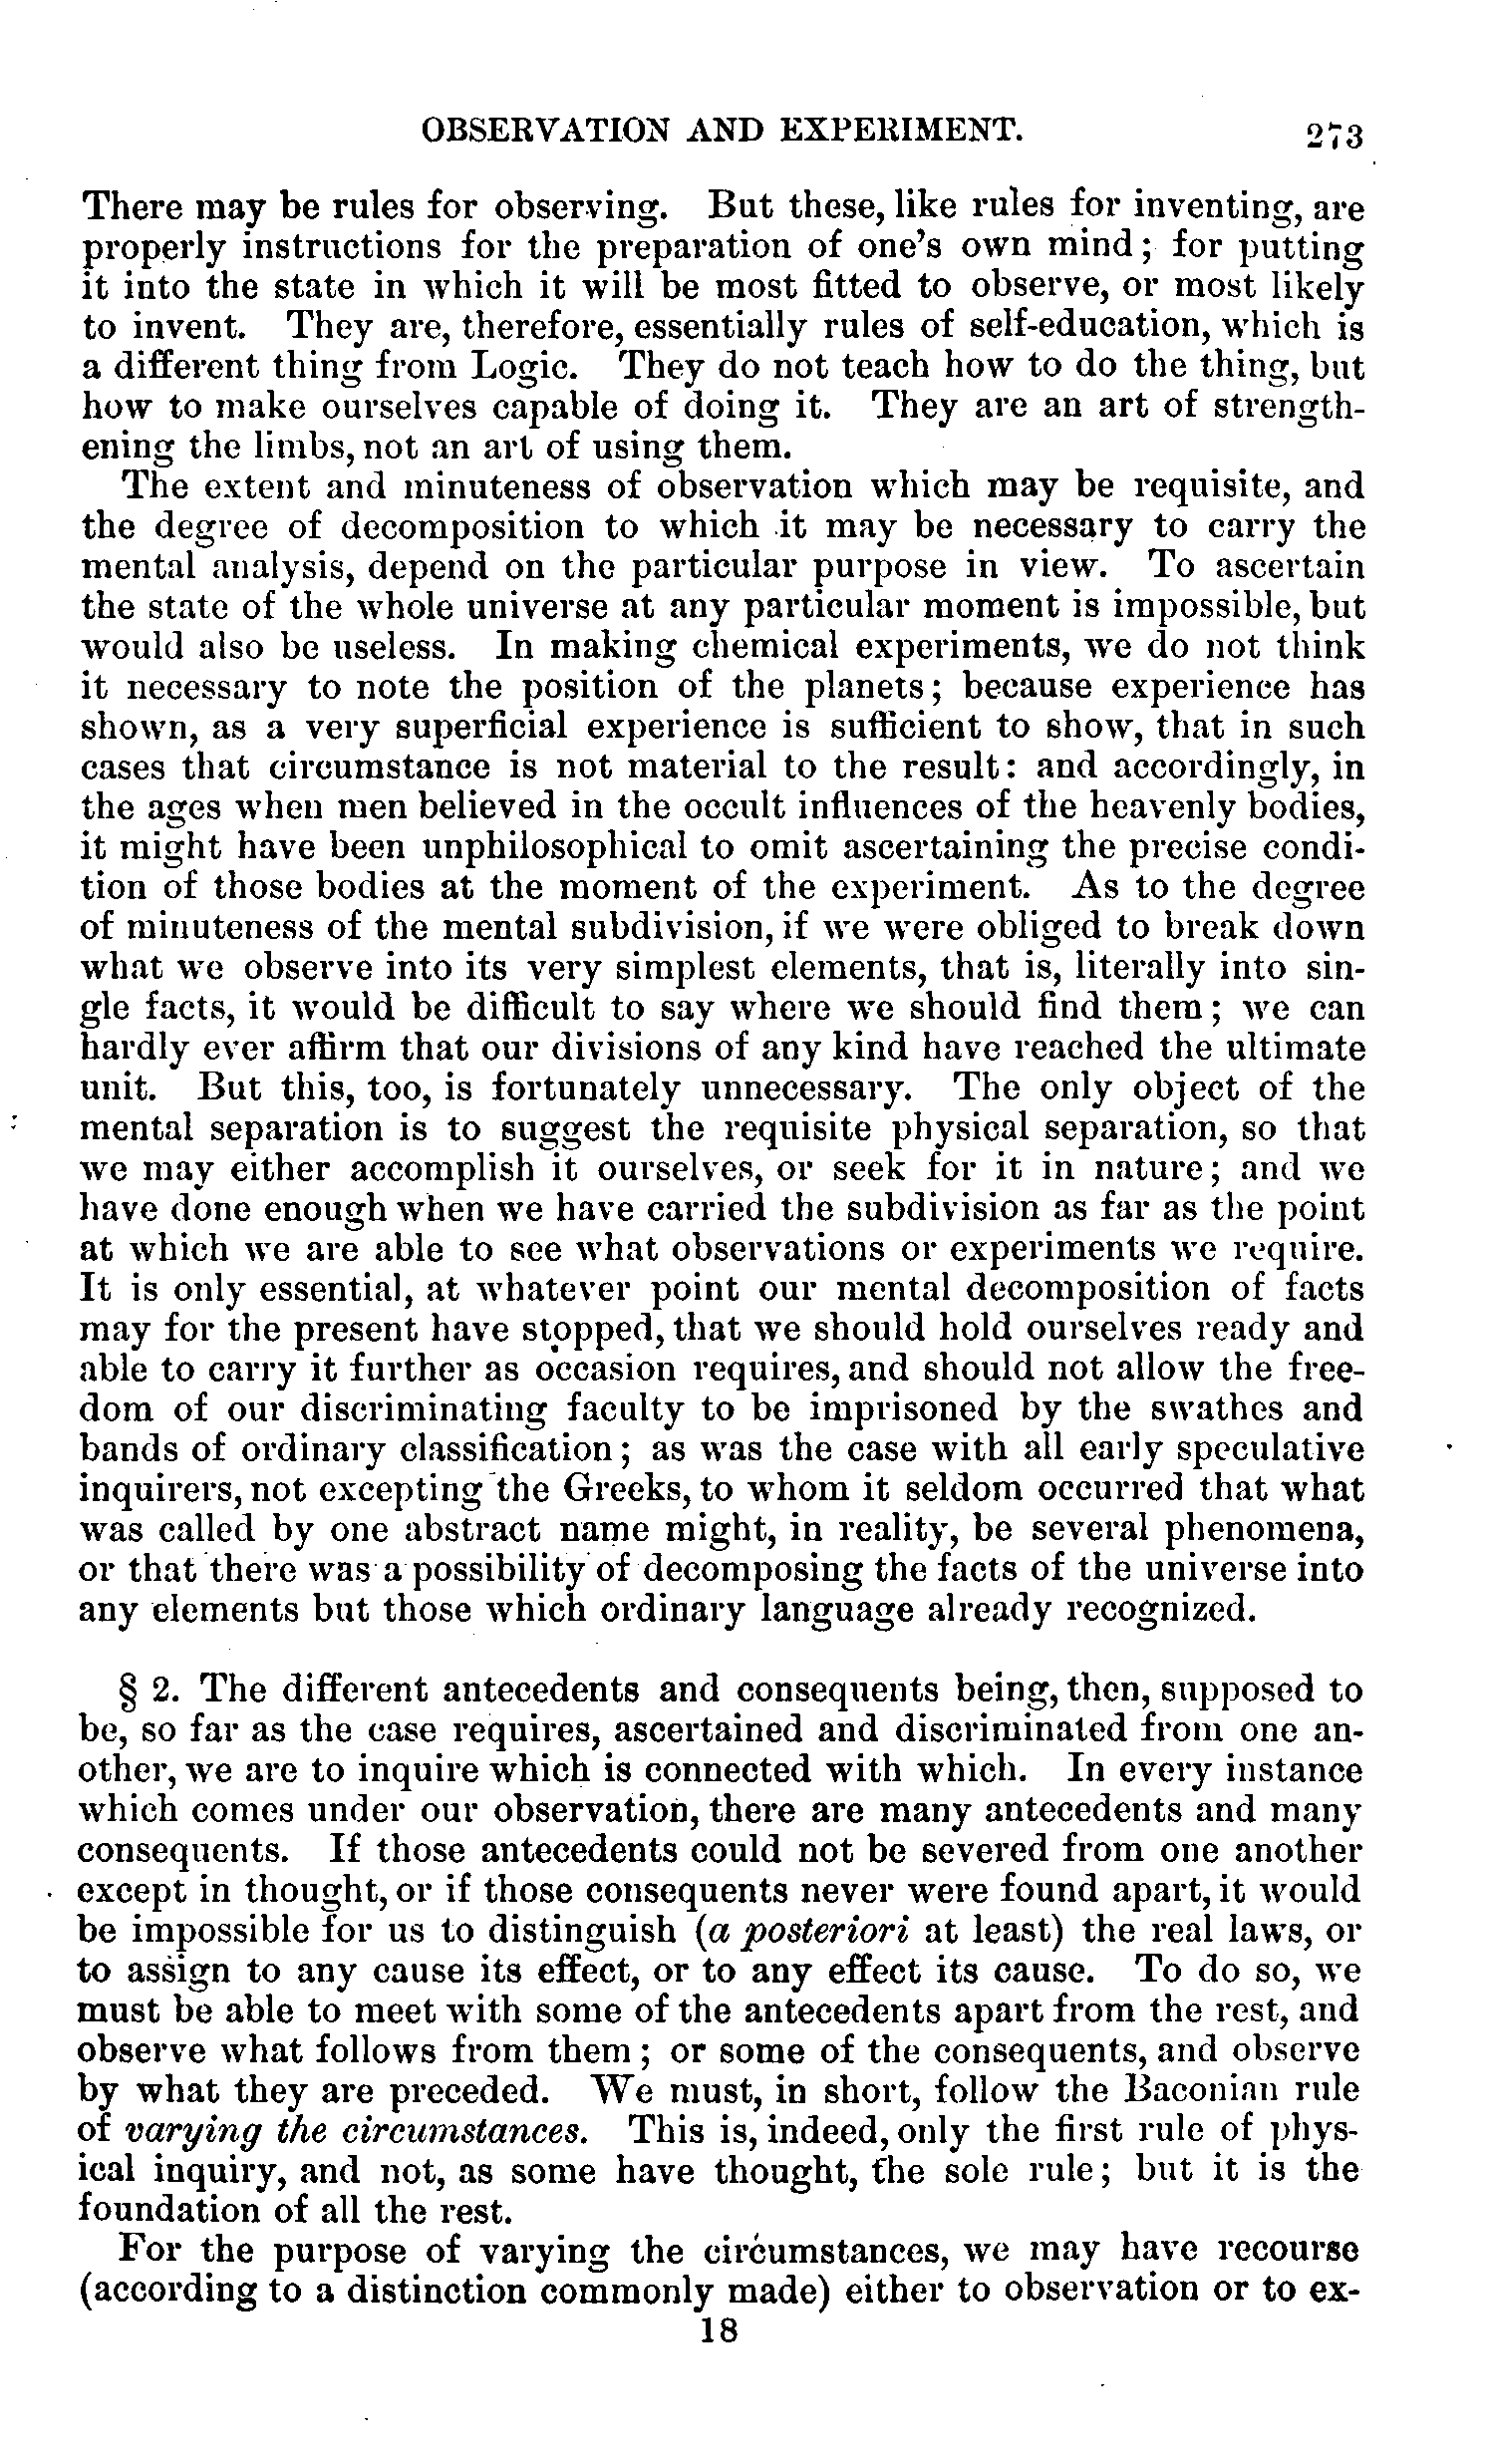 OBSERVATION AND EXPERIMENT. 273
There may be rules for observing. But these, like rules for inventing, are
properly instructions for the preparation of one's own mind; for putting
it into the state in which it will be most fitted to observe, or most likely
to invent. They are, therefore, essentially rules of self-education, which is
a different thing from Logic. They do not teach how to do the thing, but
how to make ourselves capable of doing it. They are an art of strength-
ening the limbs, not an art of using them.
The extent and minuteness of observation which may be requisite, and
the degree of decomposition to which it may be necessary to carry the
mental analysis, depend on the particular purpose in view. To ascertain
the state of the whole universe at any particular moment is impossible, but
would also be useless. In making chemical experiments, we do not think
it necessary to note the position of the planets; because experience has
shown, as a very superficial experience is sufficient to show, that in such
cases that circumstance is not material to the result: and accordingly, in
the ages when men believed in the occult influences of the heavenly bodies,
it might have been unphilosophical to omit ascertaining the precise condi-
tion of those bodies at the moment of the experiment. As to the degree
of minuteness of the mental subdivision, if we were obliged to break down
what we observe into its very simplest elements, that is, literally into sin-
gle facts, it would be difficult to say where we should find them; we can
hardly ever affirm that our divisions of any kind have reached the ultimate
unit. But this, too, is fortunately unnecessary. The only object of the
mental separation is to suggest the requisite physical separation, so that
we may either accomplish it ourselves, or seek for it in nature; and we
have done enough when we have carried the subdivision as far as the point
at which we are able to see what observations or experiments we require.
It is only essential, at whatever point our mental decomposition of facts
may for the present have stopped, that we should hold ourselves ready and
able to carry it further as occasion requires, and should not allow the free-
dom of our discriminating faculty to be imprisoned by the swathes and
bands of ordinary classification; as was the case with all early speculative
inquirers, not excepting the Greeks, to whom it seldom occurred that what
was called by one abstract name might, in reality, be several phenomena,
or that there was a possibility of decomposing the facts of the universe into
any elements but those which ordinary language already recognized.
§ 2. The different antecedents and consequents being, then, supposed to
be, so far as the case requires, ascertained and discriminated from one an-
other, we are to inquire which is connected with which. In every instance
which comes under our observation, there are many antecedents and many
consequents. If those antecedents could not be severed from one another
except in thought, or if those consequents never were found apart, it would
be impossible for us to distinguish (a posteriori at least) the real laws, or
to assign to any cause its effect, or to any effect its cause. To do so, we
must be able to meet with some of the antecedents apart from the rest, and
observe what follows from them; or some of the consequents, and observe
by what they are preceded. We must, in short, follow the Baconian rule
of varying the circumstances. This is, indeed, only the first rule of phys-
ical inquiry, and not, as some have thought, the sole rule; but it is the
foundation of all the rest.
For the purpose of varying the circumstances, we may have recourse
(according to a distinction commonly made) either to observation or to ex-
18